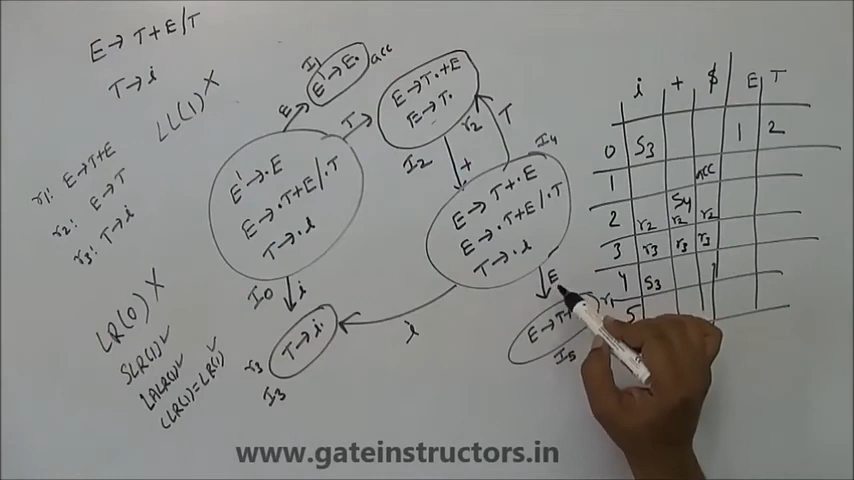 E→ T+E/T
T→i
LL(1) X
r1: E→T+E
r2: E→T
r3: T→i
LR(0) X
SLR(1)✓
LALR(1)✓
CLR(1)=LR(1)✓
I1
E'→E.
acc
E
T
E→T.+E
E→T.
I2
r2
+
T
E'→.E
E→.T+E/.T
T→.i
I0
i
r3
T→i.
I3
i
I4
E→T+.E
E→.T+E/.T
T→.i
E
r1
E→T+
I5
i + $ E T
0 S3 1 2
1 acc
2 r2 S4 r2 r2
3 r3 r3 r3
4 S3
5
www.gateinstructors.in